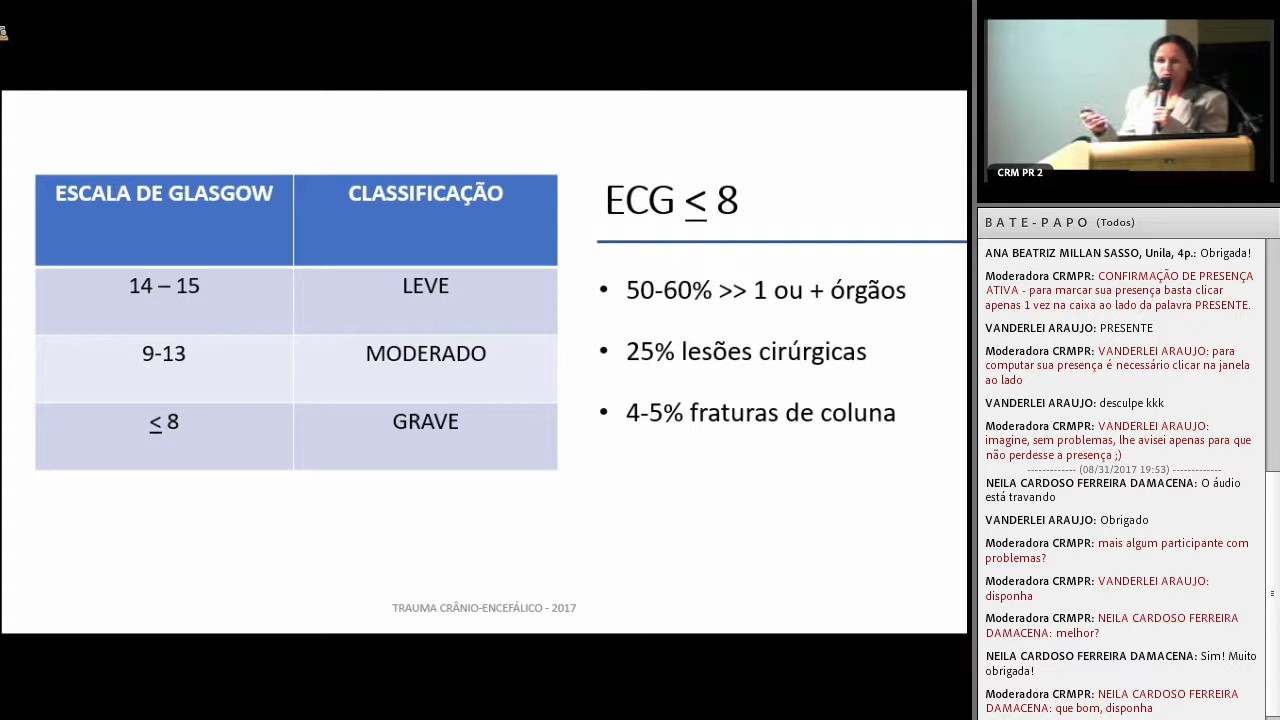 ESCALA DE GLASGOW CLASSIFICAÇÃO
14 – 15 LEVE
9-13 MODERADO
< 8 GRAVE
ECG < 8
• 50-60% >> 1 ou + órgãos
• 25% lesões cirúrgicas
• 4-5% fraturas de coluna
TRAUMA CRÂNIO-ENCEFÁLICO - 2017
CRM PR 2
BATE-PAPO (Todos)
ANA BEATRIZ MILLAN SASSO, Unila, 4p.: Obrigada!
Moderadora CRMPR: CONFIRMAÇÃO DE PRESENÇA
ATIVA - para marcar sua presença basta clicar
apenas 1 vez na caixa ao lado da palavra PRESENTE.
VANDERLEI ARAUJO: PRESENTE
Moderadora CRMPR: VANDERLEI ARAUJO: para
computar sua presença é necessário clicar na janela
ao lado
VANDERLEI ARAUJO: desculpe kkk
Moderadora CRMPR: VANDERLEI ARAUJO:
imagine, sem problemas, lhe avisei apenas para que
não perdesse a presença ;)
------------- (08/31/2017 19:53) -------------
NEILA CARDOSO FERREIRA DAMACENA: O áudio
está travando
VANDERLEI ARAUJO: Obrigado
Moderadora CRMPR: mais algum participante com
problemas?
Moderadora CRMPR: VANDERLEI ARAUJO:
disponha
Moderadora CRMPR: NEILA CARDOSO FERREIRA
DAMACENA: melhor?
NEILA CARDOSO FERREIRA DAMACENA: Sim! Muito
obrigada!
Moderadora CRMPR: NEILA CARDOSO FERREIRA
DAMACENA: que bom, disponha